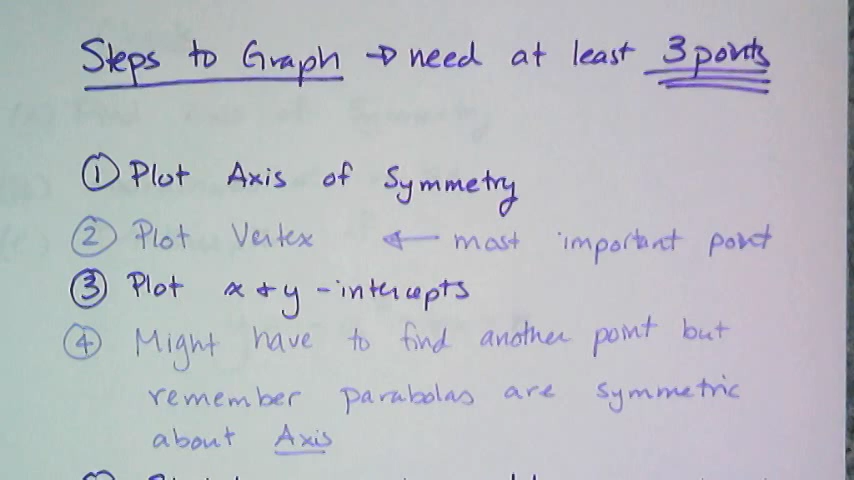 Steps to Graph → need at least 3 points
① Plot Axis of Symmetry
② Plot Vertex ← most important point
③ Plot x + y - intercepts
④ Might have to find another point but
remember parabolas are symmetric
about Axis